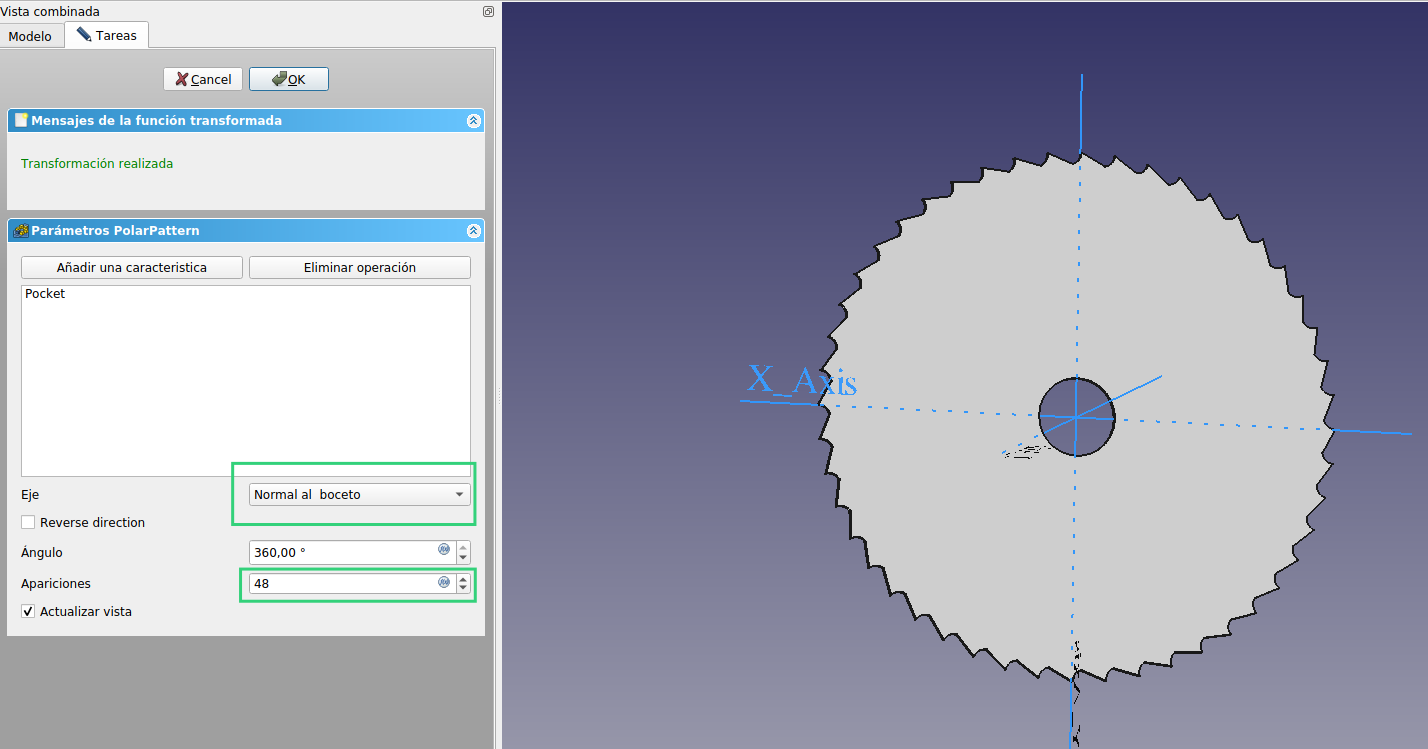 Vista combinada
Modelo
Tareas
Cancel
OK
Mensajes de la función transformada
Transformación realizada
Parámetros PolarPattern
Añadir una caracteristica
Eliminar operación
Pocket
Eje
Normal al boceto
Reverse direction
Ángulo
360,00 °
Apariciones
48
Actualizar vista
X_Axis